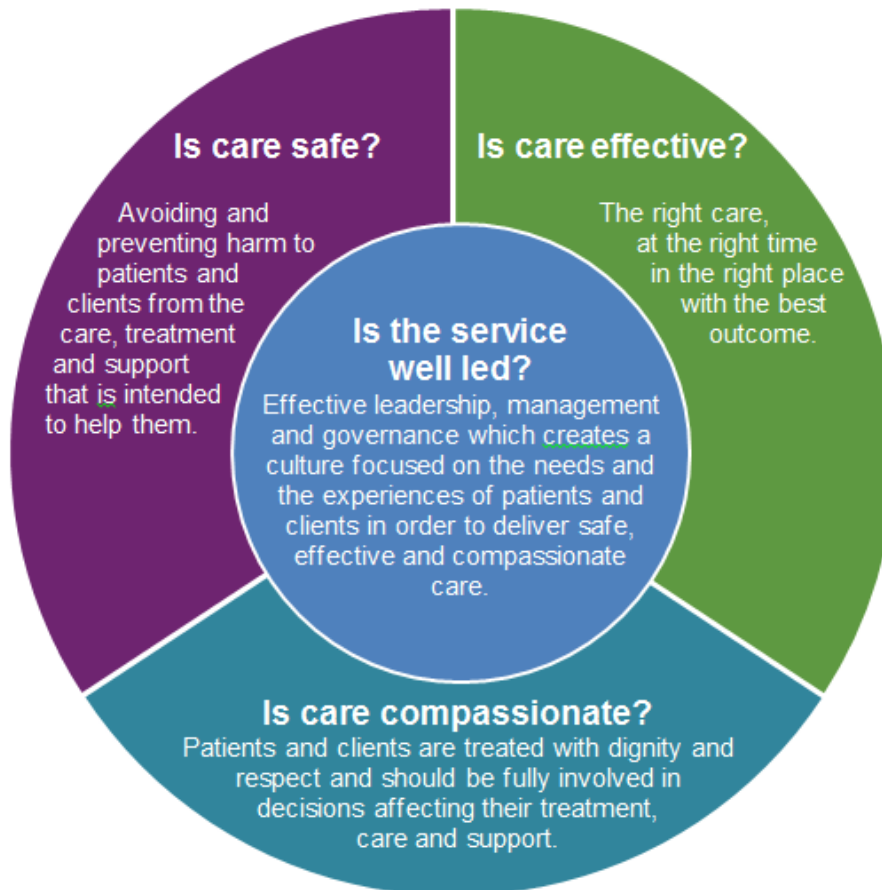 Is care safe?
Avoiding and
preventing harm to
patients and
clients from the
care, treatment
and support
that is intended
to help them.
Is care effective?
The right care,
at the right time
in the right place
with the best
outcome.
Is the service
well led?
Effective leadership, management
and governance which creates a
culture focused on the needs and
the experiences of patients and
clients in order to deliver safe,
effective and compassionate
care.
Is care compassionate?
Patients and clients are treated with dignity and
respect and should be fully involved in
decisions affecting their treatment,
care and support.